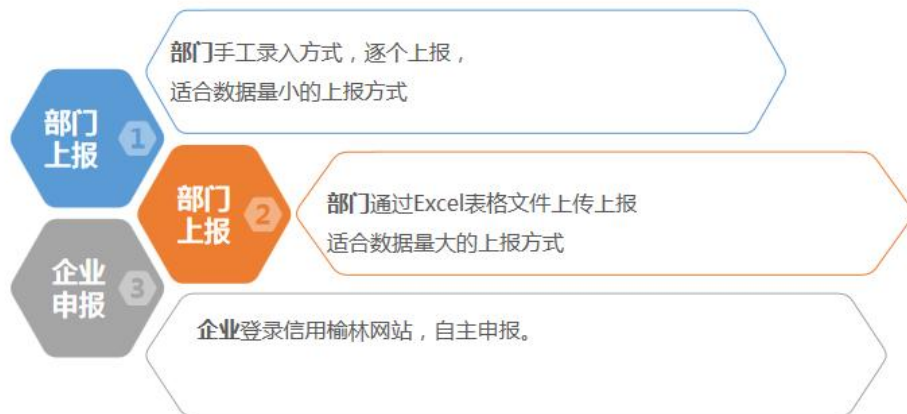 部门手工录入方式，逐个上报，
适合数据量小的上报方式
部门
上报
1
部门
上报
2
部门通过Excel表格文件上传上报
适合数据量大的上报方式
企业
申报
3
企业登录信用榆林网站，自主申报。